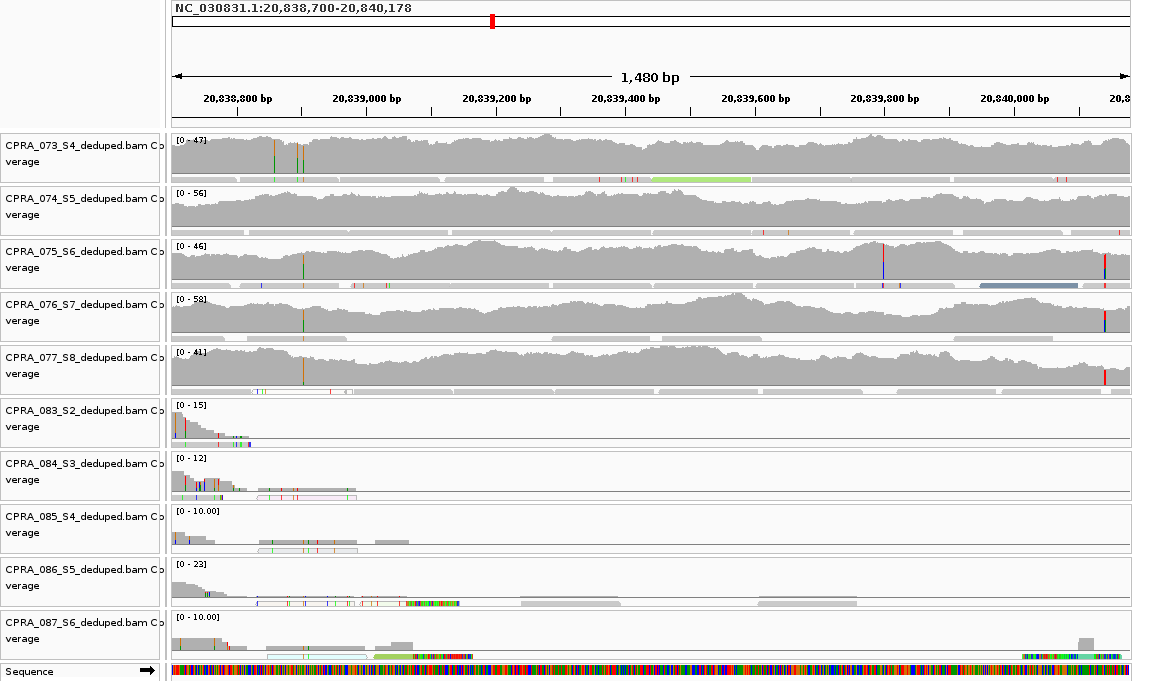 NC_030831.1:20,838,700-20,840,178
1,480 bp
20,838,800 bp 20,839,000 bp 20,839,200 bp 20,839,400 bp 20,839,600 bp 20,839,800 bp 20,840,000 bp 20,8
CPRA_073_S4_deduped.bam Co
verage
[0 - 47]
CPRA_074_S5_deduped.bam Co
verage
[0 - 56]
CPRA_075_S6_deduped.bam Co
verage
[0 - 46]
CPRA_076_S7_deduped.bam Co
verage
[0 - 58]
CPRA_077_S8_deduped.bam Co
verage
[0 - 41]
CPRA_083_S2_deduped.bam Co
verage
[0 - 15]
CPRA_084_S3_deduped.bam Co
verage
[0 - 12]
CPRA_085_S4_deduped.bam Co
verage
[0 - 10.00]
CPRA_086_S5_deduped.bam Co
verage
[0 - 23]
CPRA_087_S6_deduped.bam Co
verage
[0 - 10.00]
Sequence